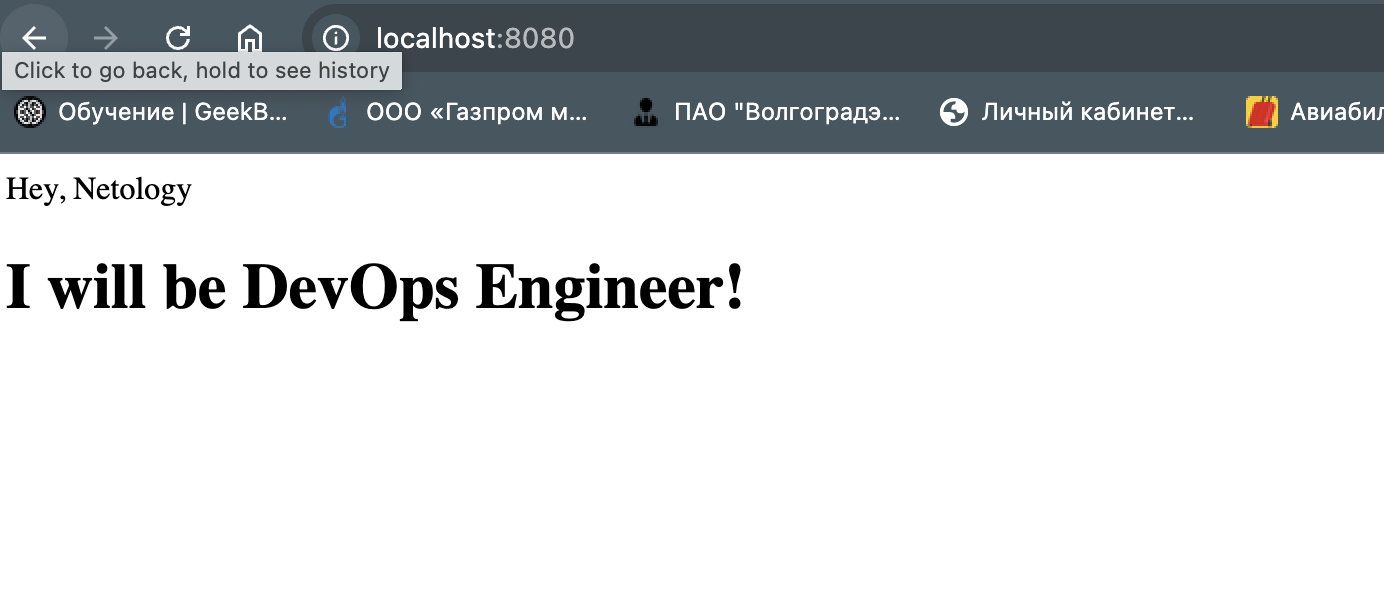 localhost:8080
Click to go back, hold to see history
Обучение | GeekB... ООО «Газпром м... ПАО "Волгоградэ... Личный кабинет... Авиабил
Hey, Netology
I will be DevOps Engineer!